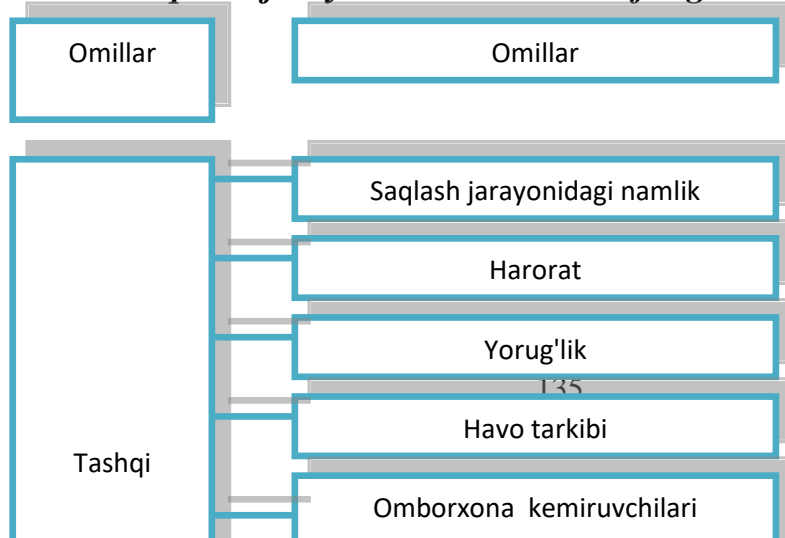 Omillar
Omillar
Saqlash jarayonidagi namlik
Harorat
Yorug'lik
135
Havo tarkibi
Tashqi
Omborxona kemiruvchilari